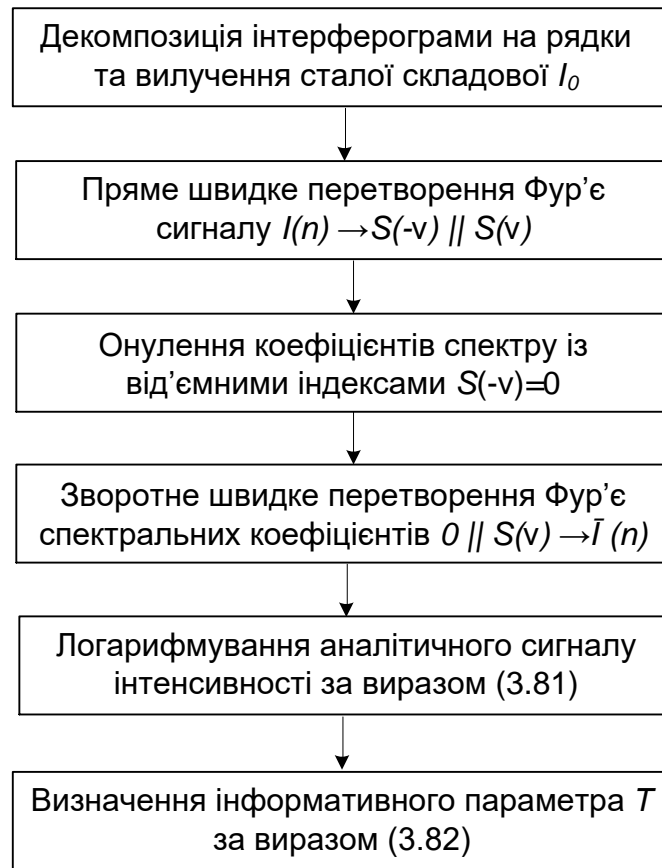 Декомпозиція інтерферограми на рядки
та вилучення сталої складової I₀
Пряме швидке перетворення Фур’є
сигналу I(n) →S(-v) || S(v)
Онулення коефіцієнтів спектру із
від’ємними індексами S(-v)=0
Зворотне швидке перетворення Фур’є
спектральних коефіцієнтів 0 || S(v) →Ī (n)
Логарифмування аналітичного сигналу
інтенсивності за виразом (3.81)
Визначення інформативного параметра T
за виразом (3.82)